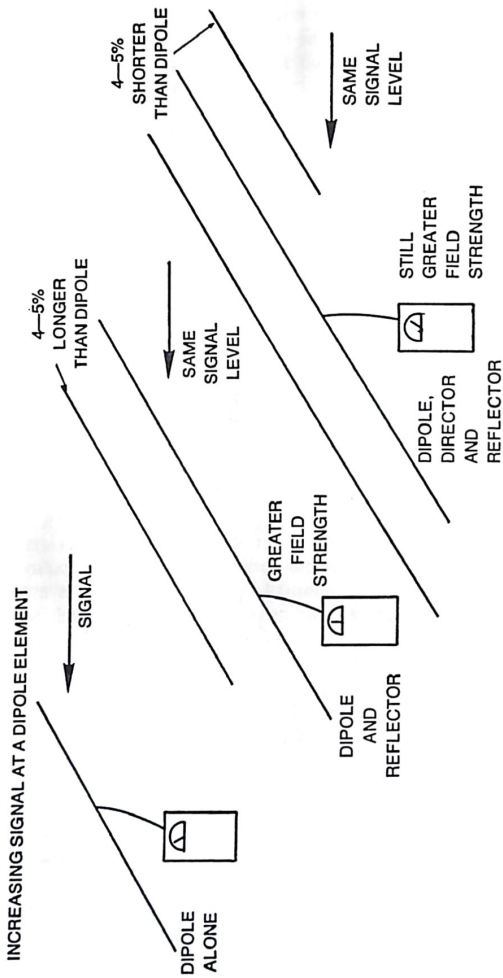 INCREASING SIGNAL AT A DIPOLE ELEMENT
SIGNAL
DIPOLE
ALONE
4—5%
LONGER
THAN DIPOLE
SAME
SIGNAL
LEVEL
GREATER
FIELD
STRENGTH
DIPOLE
AND
REFLECTOR
4—5%
SHORTER
THAN DIPOLE
SAME
SIGNAL
LEVEL
STILL
GREATER
FIELD
STRENGTH
DIPOLE,
DIRECTOR
AND
REFLECTOR